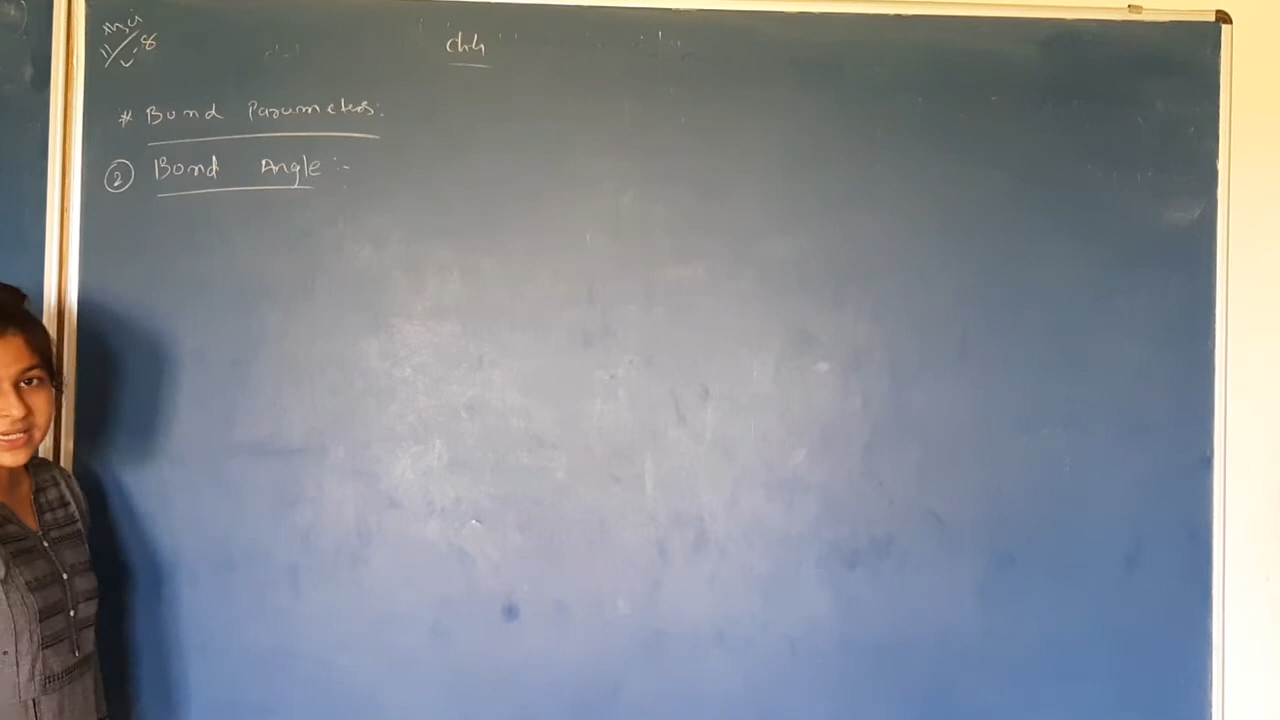 Ch4
* Bond Parameters:
② Bond Angle :-